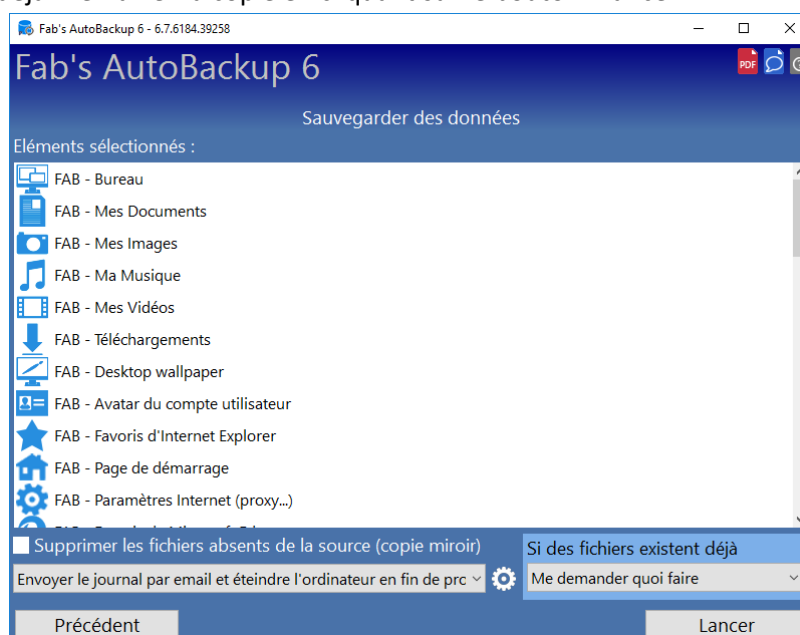 Fab's AutoBackup 6 - 6.7.6184.39258
Fab's AutoBackup 6
PDF
Sauvegarder des données
Eléments sélectionnés :
FAB - Bureau
FAB - Mes Documents
FAB - Mes Images
FAB - Ma Musique
FAB - Mes Vidéos
FAB - Téléchargements
FAB - Desktop wallpaper
FAB - Avatar du compte utilisateur
FAB - Favoris d'Internet Explorer
FAB - Page de démarrage
FAB - Paramètres Internet (proxy...)
Supprimer les fichiers absents de la source (copie miroir)
Si des fichiers existent déjà
Envoyer le journal par email et éteindre l'ordinateur en fin de prc
Me demander quoi faire
Précédent
Lancer